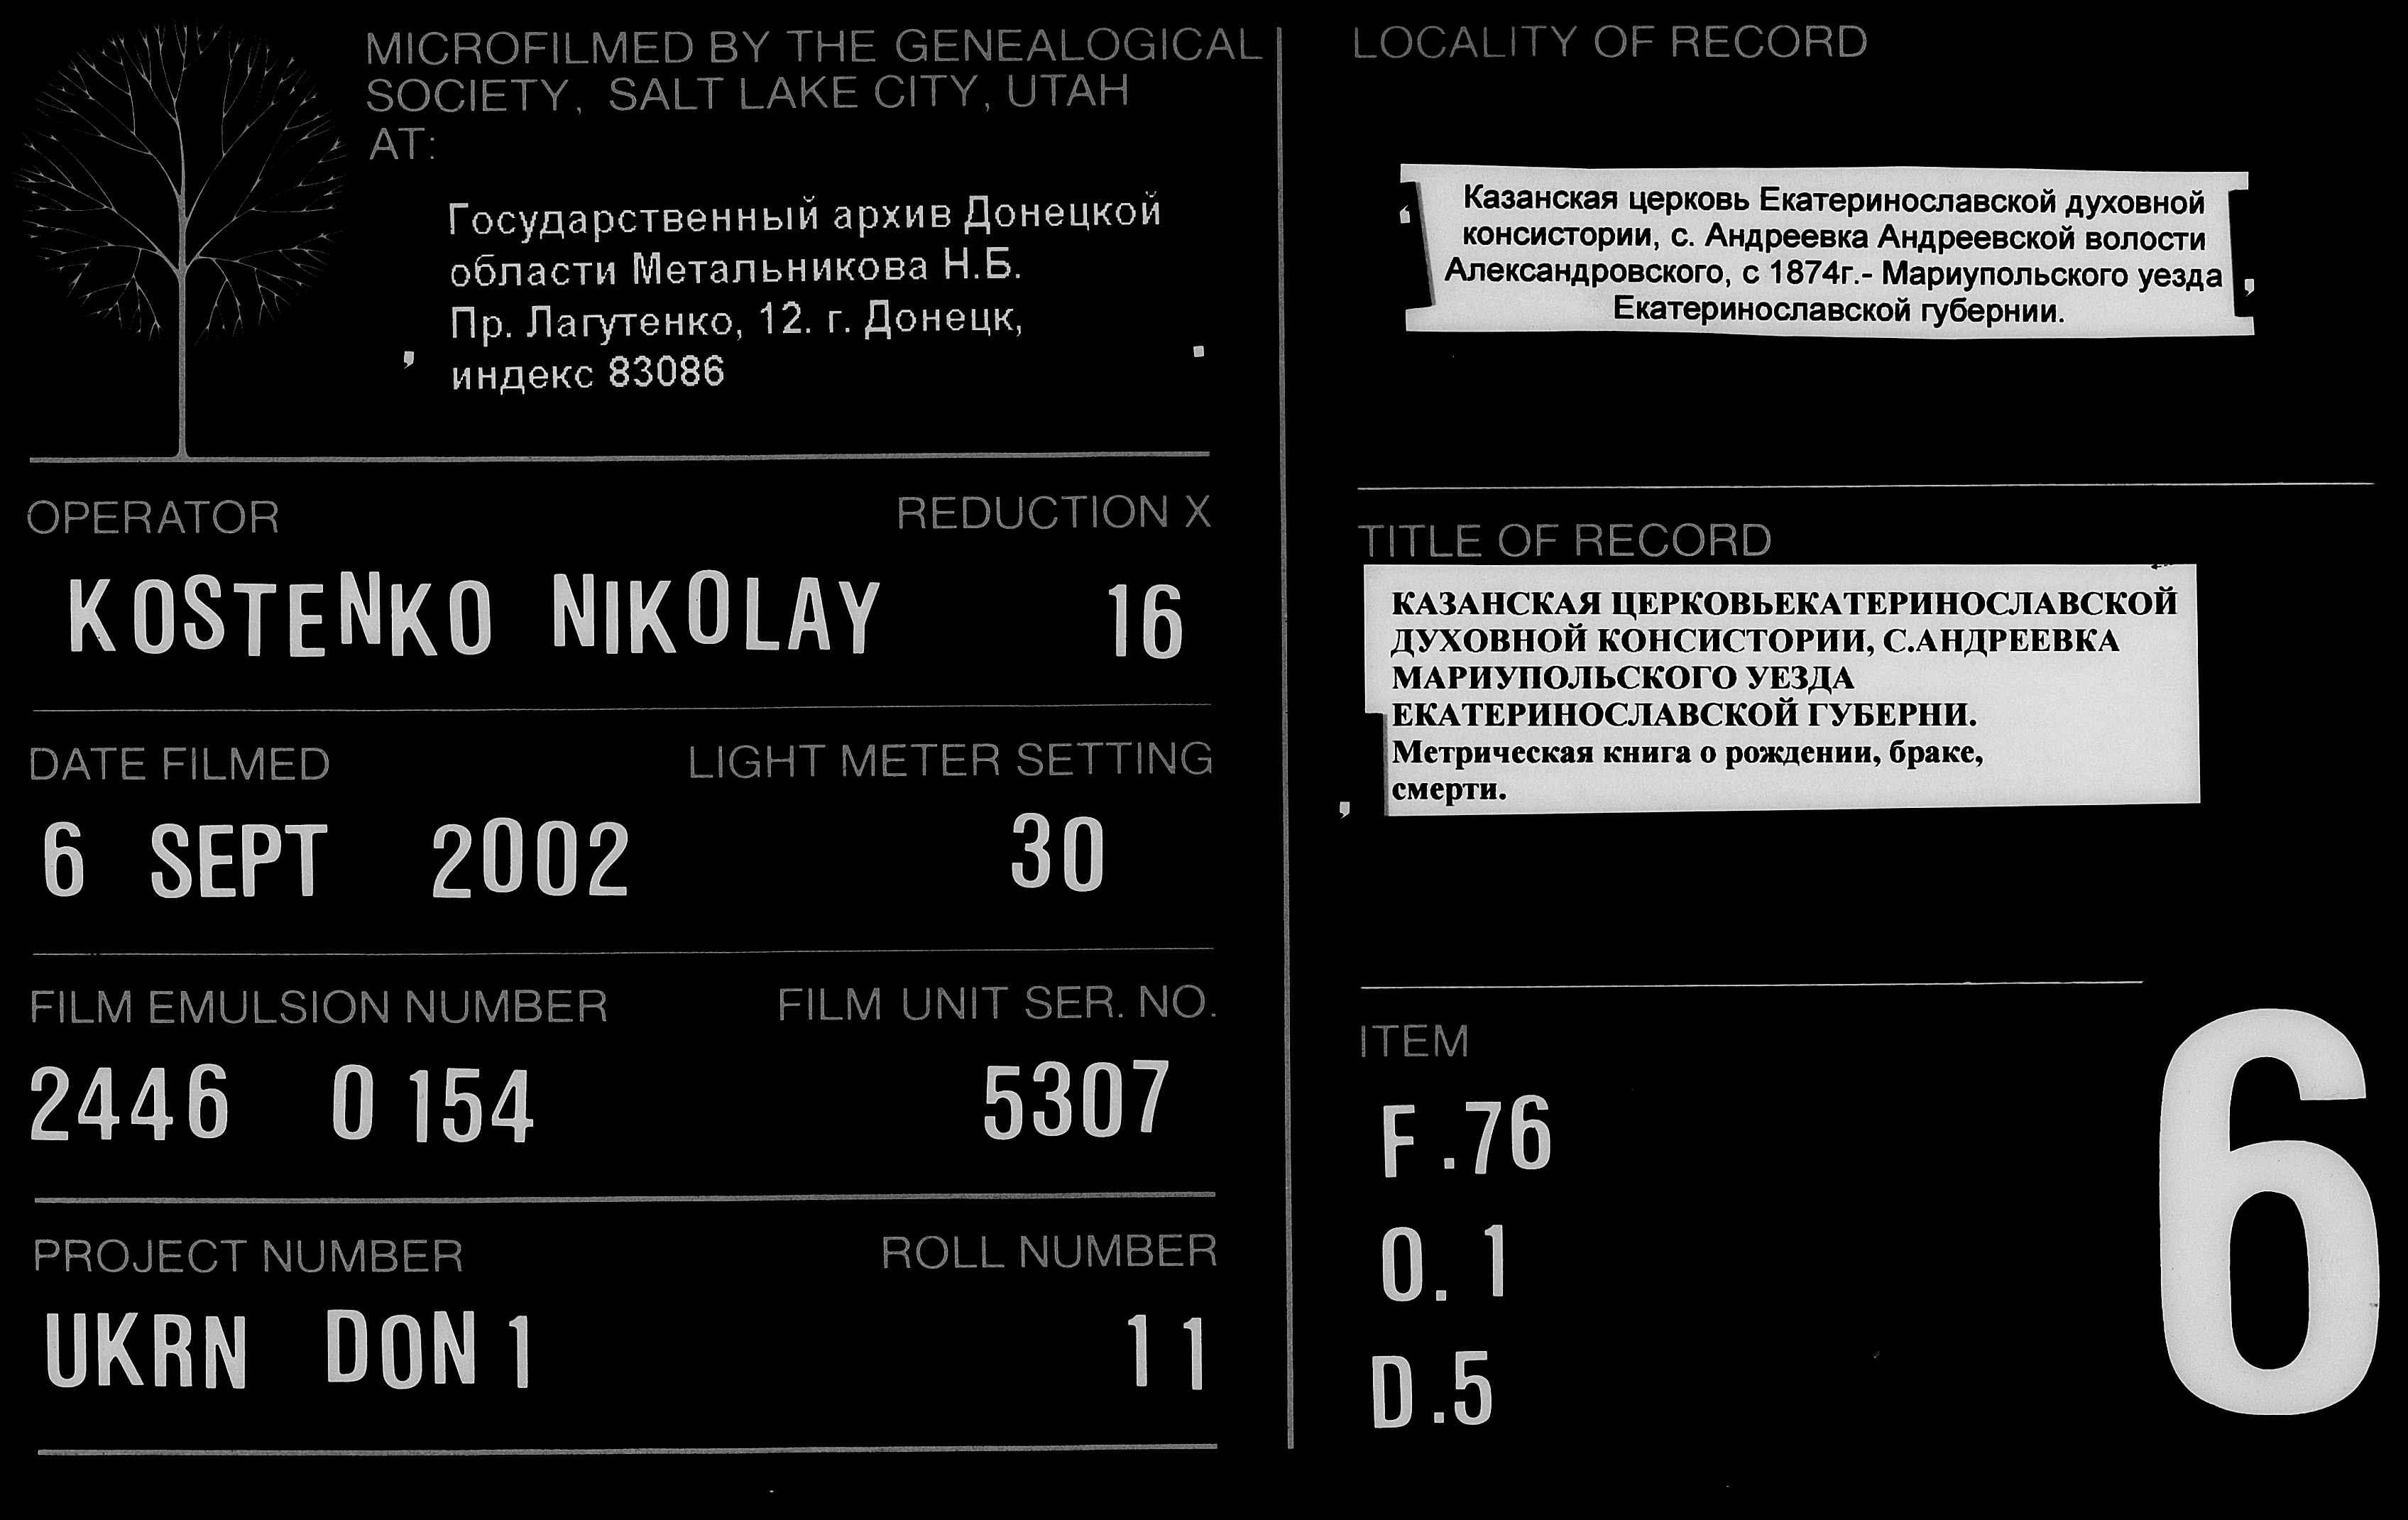 MICROFILMED BY THE GENEALOGICAL
SOCIETY, SALT LAKE CITY, UTAH
AT:
Государственный архив Донецкой
области Метальникова Н.Б.
Пр. Лагутенко, 12. г. Донецк,
индекс 83086
OPERATOR REDUCTION X
KOSTENKO NIKOLAY 16
DATE FILMED LIGHT METER SETTING
6 SEPT 2002 30
FILM EMULSION NUMBER FILM UNIT SER. NO.
2446 0154 5307
PROJECT NUMBER ROLL NUMBER
UKRN DON1 11
LOCALITY OF RECORD
Казанская церковь Екатеринославской духовной
консистории, с. Андреевка Андреевской волости
Александровского, с 1874г.- Мариупольского уезда
Екатеринославской губернии.
TITLE OF RECORD
КАЗАНСКАЯ ЦЕРКОВЬЕКАТЕРИНОСЛАВСКОЙ
ДУХОВНОЙ КОНСИСТОРИИ, С.АНДРЕЕВКА
МАРИУПОЛЬСКОГО УЕЗДА
ЕКАТЕРИНОСЛАВСКОЙ ГУБЕРНИ.
Метрическая книга о рождении, браке,
смерти.
ITEM
F.76
O. 1
D.5
6